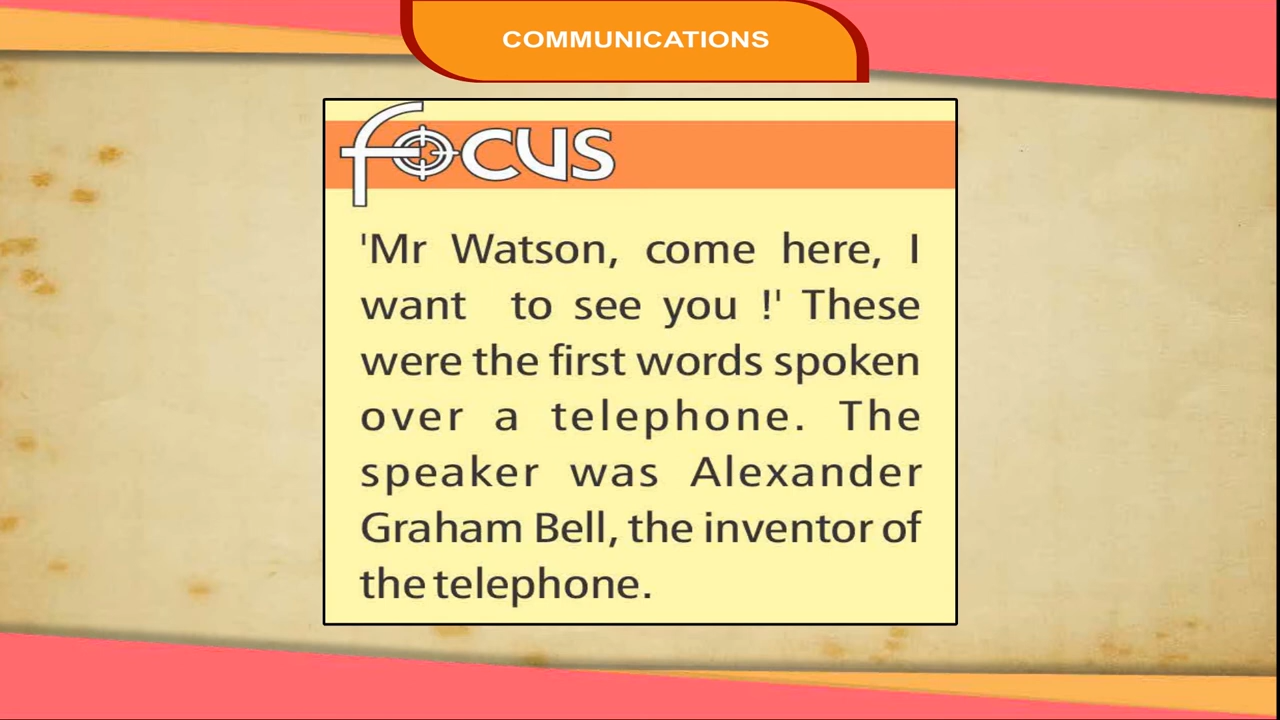 COMMUNICATIONS
focus
'Mr Watson, come here, I
want to see you !' These
were the first words spoken
over a telephone. The
speaker was Alexander
Graham Bell, the inventor of
the telephone.